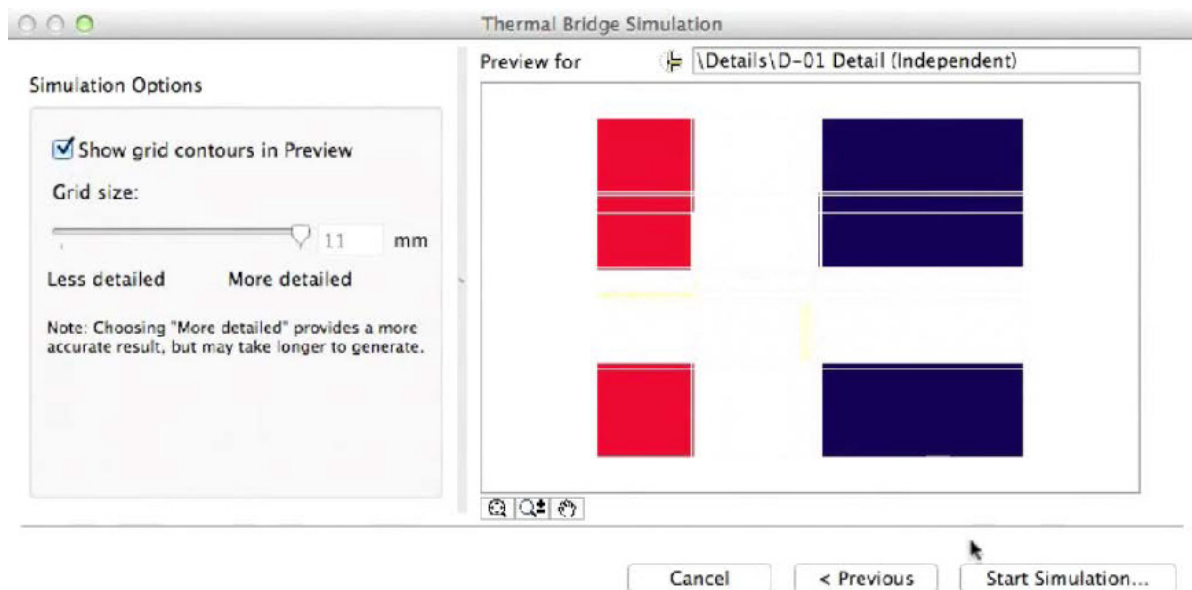 Thermal Bridge Simulation
Simulation Options
Show grid contours in Preview
Grid size:
11 mm
Less detailed More detailed
Note: Choosing "More detailed" provides a more
accurate result, but may take longer to generate.
Preview for \Details\D-01 Detail (Independent)
Cancel < Previous Start Simulation...